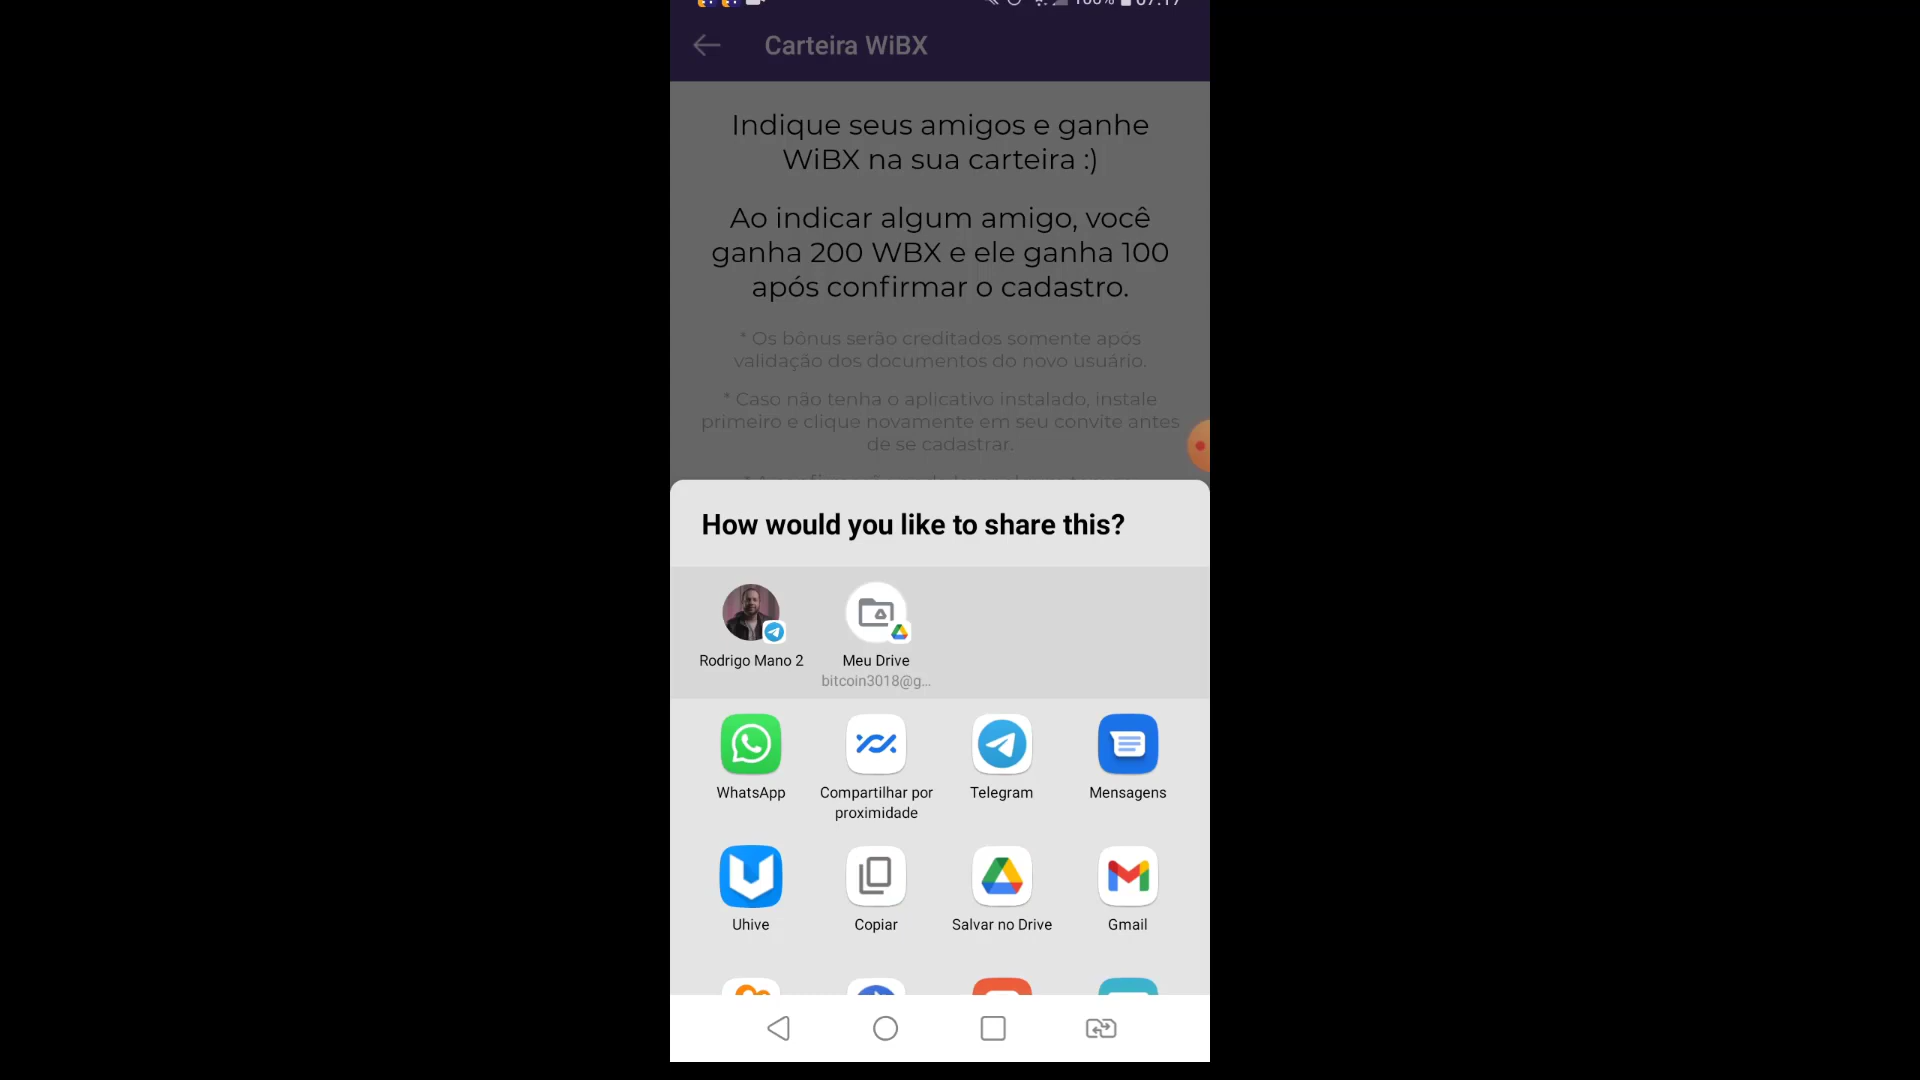 Carteira WiBX
Indique seus amigos e ganhe
WiBX na sua carteira :)
Ao indicar algum amigo, você
ganha 200 WBX e ele ganha 100
após confirmar o cadastro.
* Os bônus serão creditados somente após
validação dos documentos do novo usuário.
* Caso não tenha o aplicativo instalado, instale
primeiro e clique novamente em seu convite antes
de se cadastrar.
How would you like to share this?
Rodrigo Mano 2
Meu Drive
bitcoin3018@g...
WhatsApp
Compartilhar por
proximidade
Telegram
Mensagens
Uhive
Copiar
Salvar no Drive
Gmail